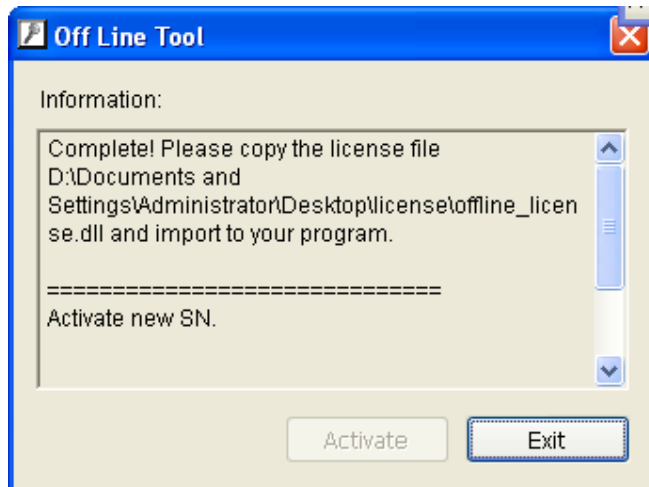 Off Line Tool
Information:
Complete! Please copy the license file
D:\Documents and
Settings\Administrator\Desktop\license\offline_licen
se.dll and import to your program.
==============================
Activate new SN.
Activate
Exit